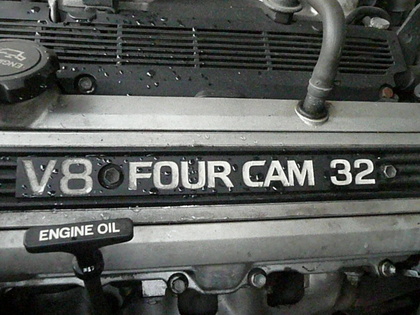 V8 FOUR CAM 32
ENGINE OIL